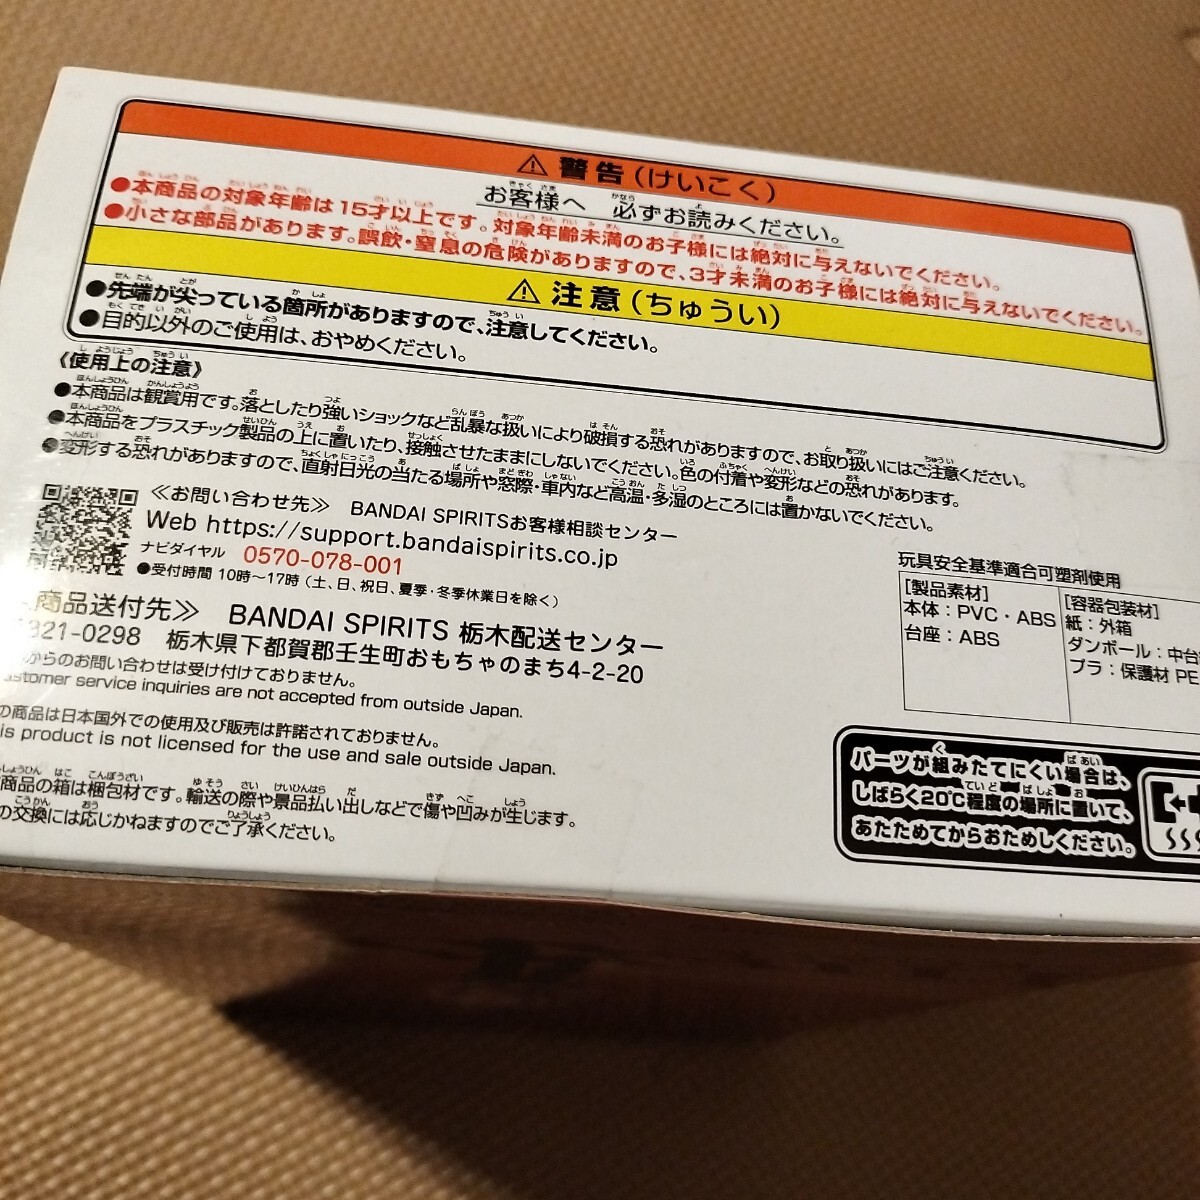 ⚠ 警告(けいこく)
お客様へ 必ずお読みください。
●本商品の対象年齢は15才以上です。対象年齢未満のお子様には絶対に与えないでください。
●小さな部品があります。誤飲・窒息の危険がありますので、3才未満のお子様には絶対に与えないでください。
⚠ 注意(ちゅうい)
●先端が尖っている箇所がありますので、注意してください。
●目的以外のご使用は、おやめください。
《使用上の注意》
●本商品は観賞用です。落としたり強いショックなど乱暴な扱いにより破損する恐れがありますので、お取り扱いにはご注意ください。
●本商品をプラスチック製品の上に置いたり、接触させたままにしないでください。色の付着や変形などの恐れがあります。
●変形する恐れがありますので、直射日光の当たる場所や窓際・車内など高温・多湿のところには置かないでください。
≪お問い合わせ先≫ BANDAI SPIRITSお客様相談センター
Web https://support.bandaispirits.co.jp
ナビダイヤル 0570-078-001
●受付時間 10時〜17時(土、日、祝日、夏季・冬季休業日を除く)
商品送付先≫ BANDAI SPIRITS 栃木配送センター
321-0298 栃木県下都賀郡壬生町おもちゃのまち4-2-20
からのお問い合わせは受け付けておりません。
ustomer service inquiries are not accepted from outside Japan.
の商品は日本国外での使用及び販売は許諾されておりません。
is product is not licensed for the use and sale outside Japan.
商品の箱は梱包材です。輸送の際や景品払い出しなどで傷や凹みが生じます。
の交換には応じかねますのでご了承ください。
玩具安全基準適合可塑剤使用
[製品素材]
本体:PVC・ABS
台座:ABS
[容器包装材]
紙:外箱
ダンボール:中台
プラ:保護材 PE
パーツが組みたてにくい場合は、
しばらく20℃程度の場所に置いて、
あたためてからおためしください。